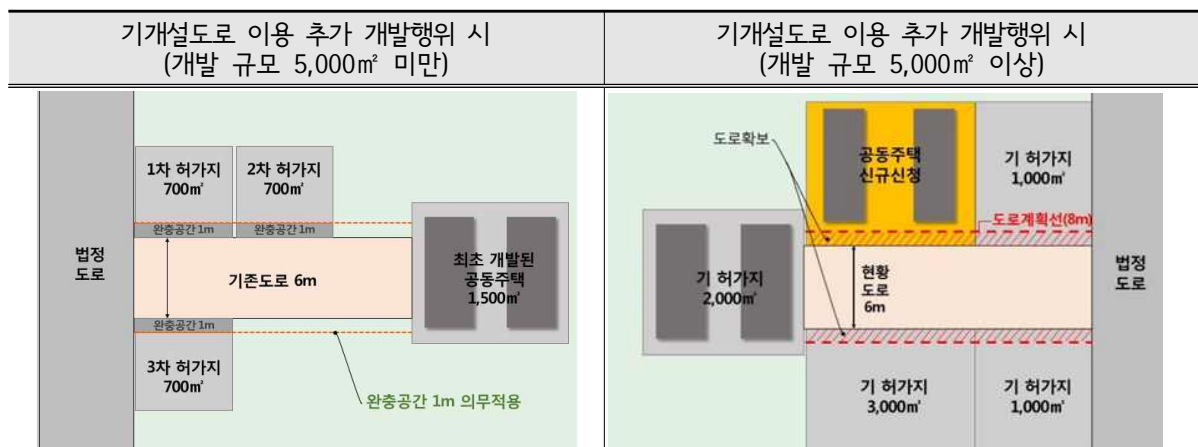 기개설도로 이용 추가 개발행위 시
(개발 규모 5,000㎡ 미만)
기개설도로 이용 추가 개발행위 시
(개발 규모 5,000㎡ 이상)
1차 허가지
700㎡
2차 허가지
700㎡
완충공간 1m
완충공간 1m
법정
도로
기존도로 6m
최초 개발된
공동주택
1,500㎡
완충공간 1m
3차 허가지
700㎡
완충공간 1m 의무적용
도로확보
공동주택
신규신청
기 허가지
1,000㎡
도로계획선(8m)
기 허가지
2,000㎡
현황
도로
6m
법정
도로
기 허가지
3,000㎡
기 허가지
1,000㎡